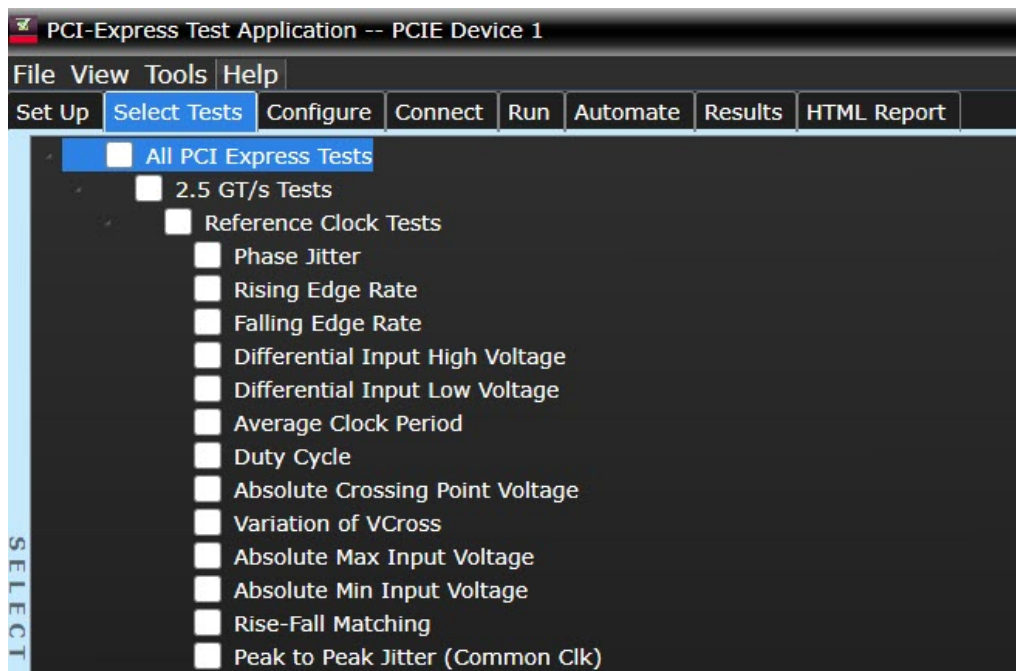 PCI-Express Test Application -- PCIE Device 1
File View Tools Help
Set Up Select Tests Configure Connect Run Automate Results HTML Report
All PCI Express Tests
2.5 GT/s Tests
Reference Clock Tests
Phase Jitter
Rising Edge Rate
Falling Edge Rate
Differential Input High Voltage
Differential Input Low Voltage
Average Clock Period
Duty Cycle
Absolute Crossing Point Voltage
Variation of VCross
Absolute Max Input Voltage
Absolute Min Input Voltage
Rise-Fall Matching
Peak to Peak Jitter (Common Clk)
SELECT